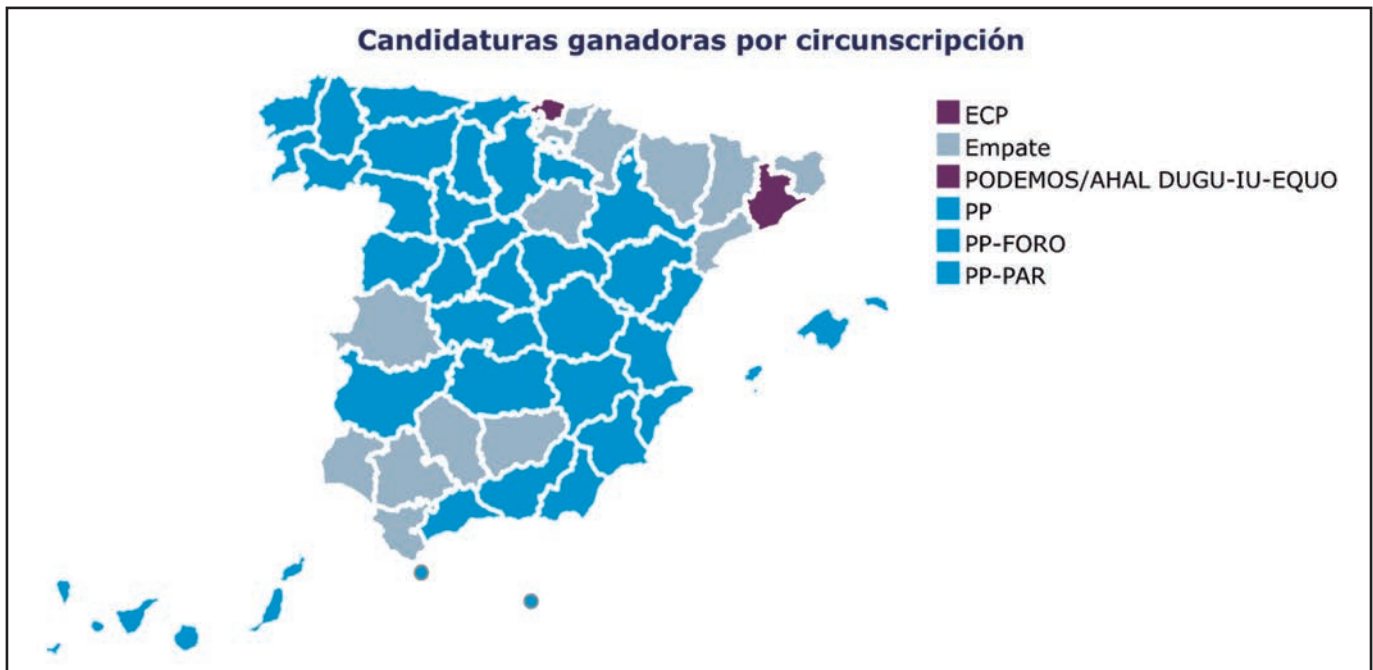 Candidaturas ganadoras por circunscripción
ECP
Empate
PODEMOS/AHAL DUGU-IU-EQUO
PP
PP-FORO
PP-PAR